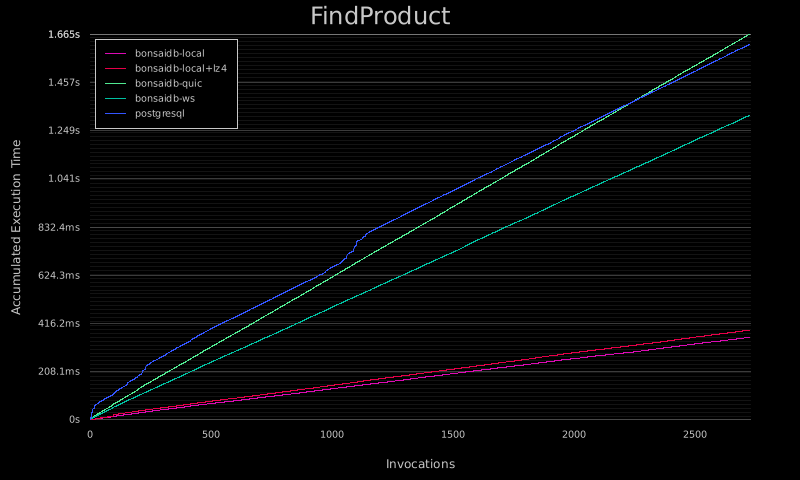 FindProduct
1.665s
1.457s
1.249s
1.041s
832.4ms
624.3ms
416.2ms
208.1ms
0s
bonsaidb-local
bonsaidb-local+lz4
bonsaidb-quic
bonsaidb-ws
postgresql
Accumulated Execution Time
0 500 1000 1500 2000 2500
Invocations